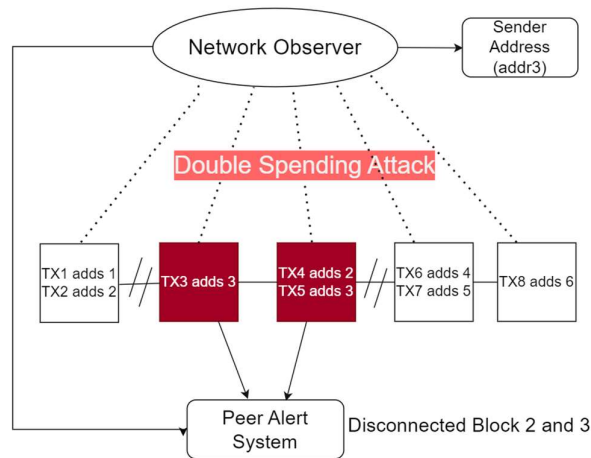 Network Observer
Sender
Address
(addr3)
Double Spending Attack
TX1 adds 1
TX2 adds 2
TX3 adds 3
TX4 adds 2
TX5 adds 3
TX6 adds 4
TX7 adds 5
TX8 adds 6
Peer Alert
System
Disconnected Block 2 and 3